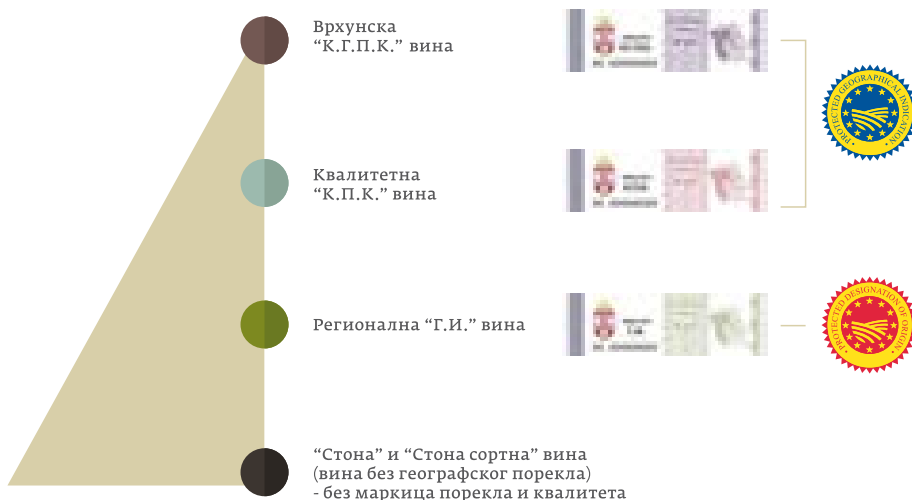 Врхунска
“К.Г.П.К.” вина
PROTECTED GEOGRAPHICAL INDICATION
Квалитетна
“К.П.К.” вина
Регионална “Г.И.” вина
PROTECTED DESIGNATION OF ORIGIN
“Стона” и “Стона сортна” вина
(вина без географског порекла)
- без маркица порекла и квалитета